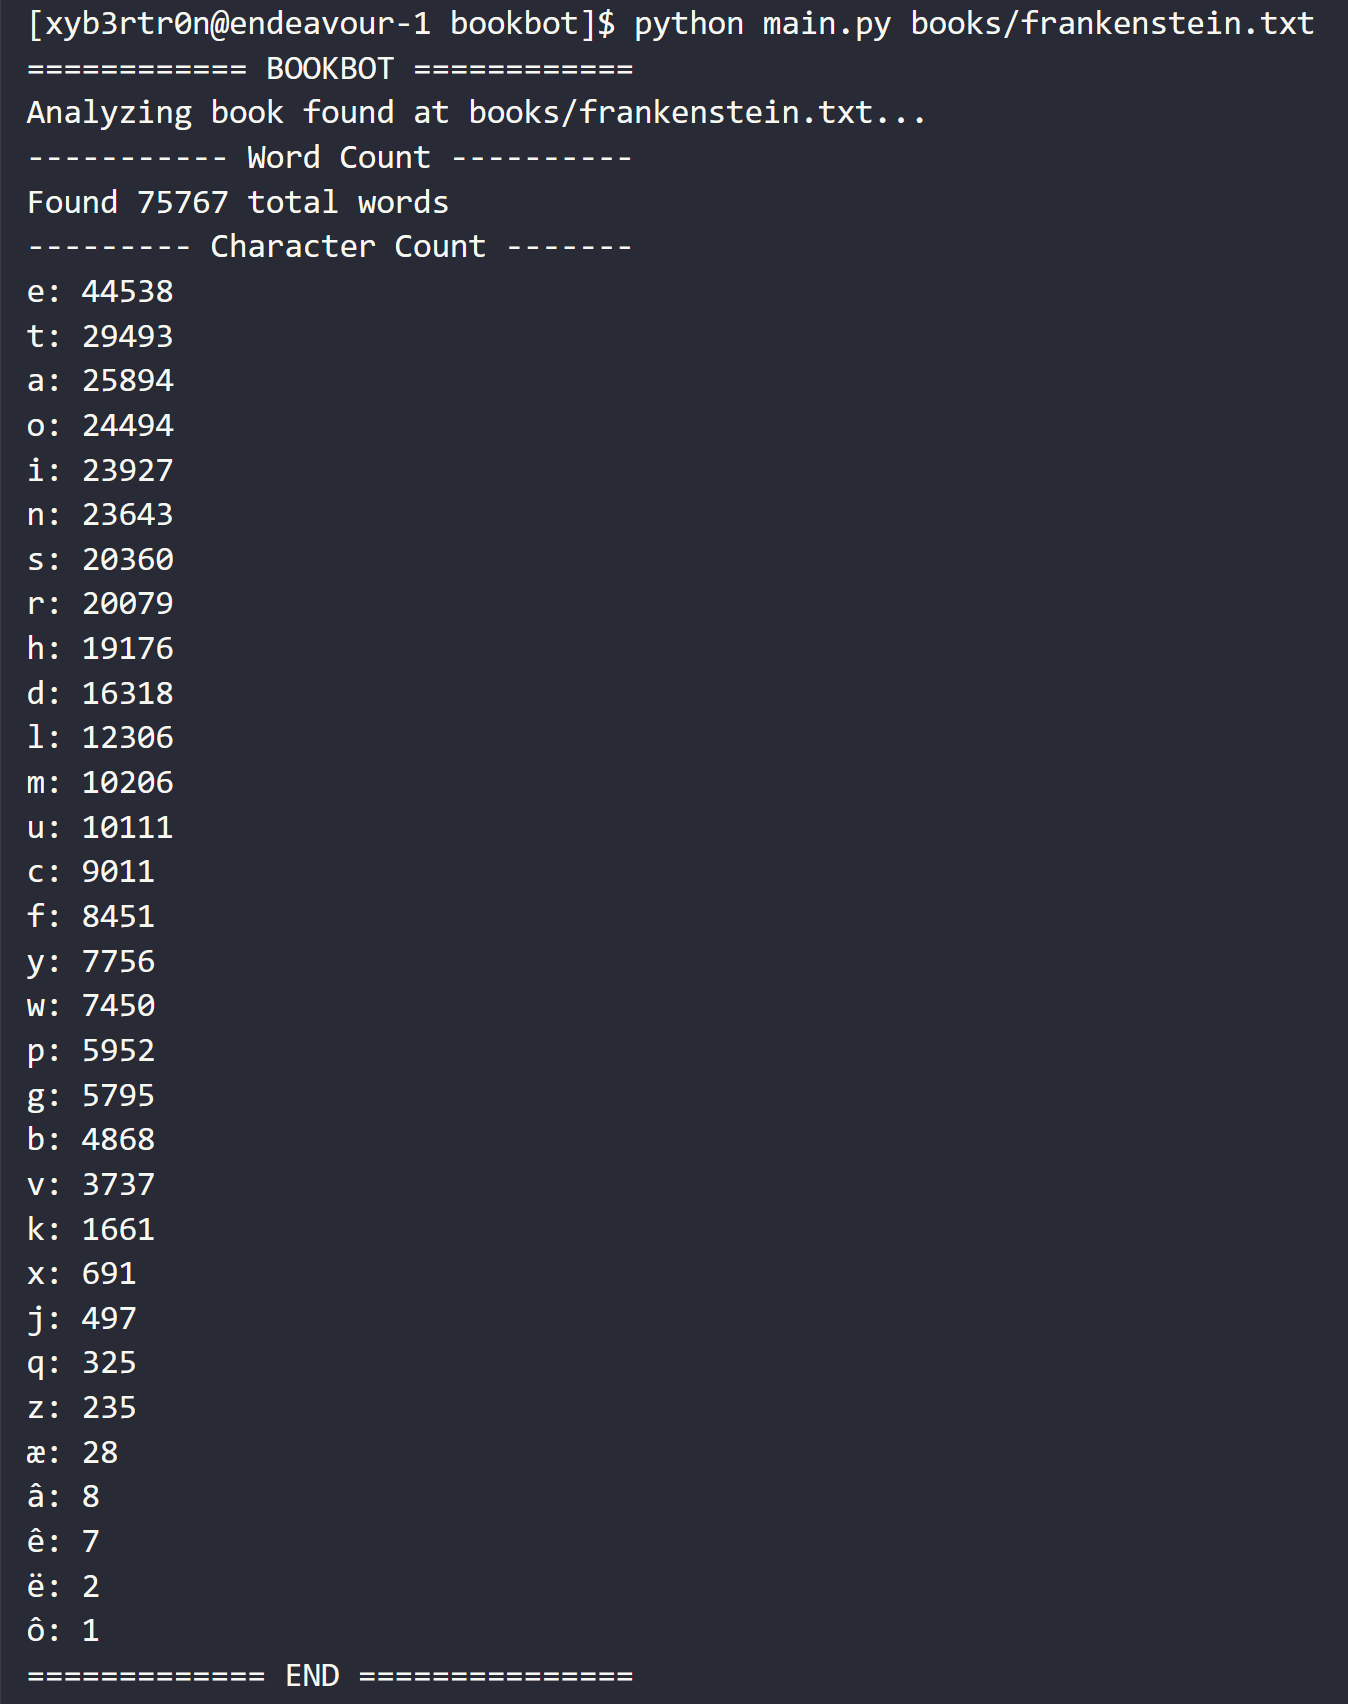 [xyb3rtr0n@endeavour-1 bookbot]$ python main.py books/frankenstein.txt
============ BOOKBOT ============
Analyzing book found at books/frankenstein.txt...
----------- Word Count ----------
Found 75767 total words
--------- Character Count -------
e: 44538
t: 29493
a: 25894
o: 24494
i: 23927
n: 23643
s: 20360
r: 20079
h: 19176
d: 16318
l: 12306
m: 10206
u: 10111
c: 9011
f: 8451
y: 7756
w: 7450
p: 5952
g: 5795
b: 4868
v: 3737
k: 1661
x: 691
j: 497
q: 325
z: 235
æ: 28
â: 8
ê: 7
ë: 2
ô: 1
============= END ===============